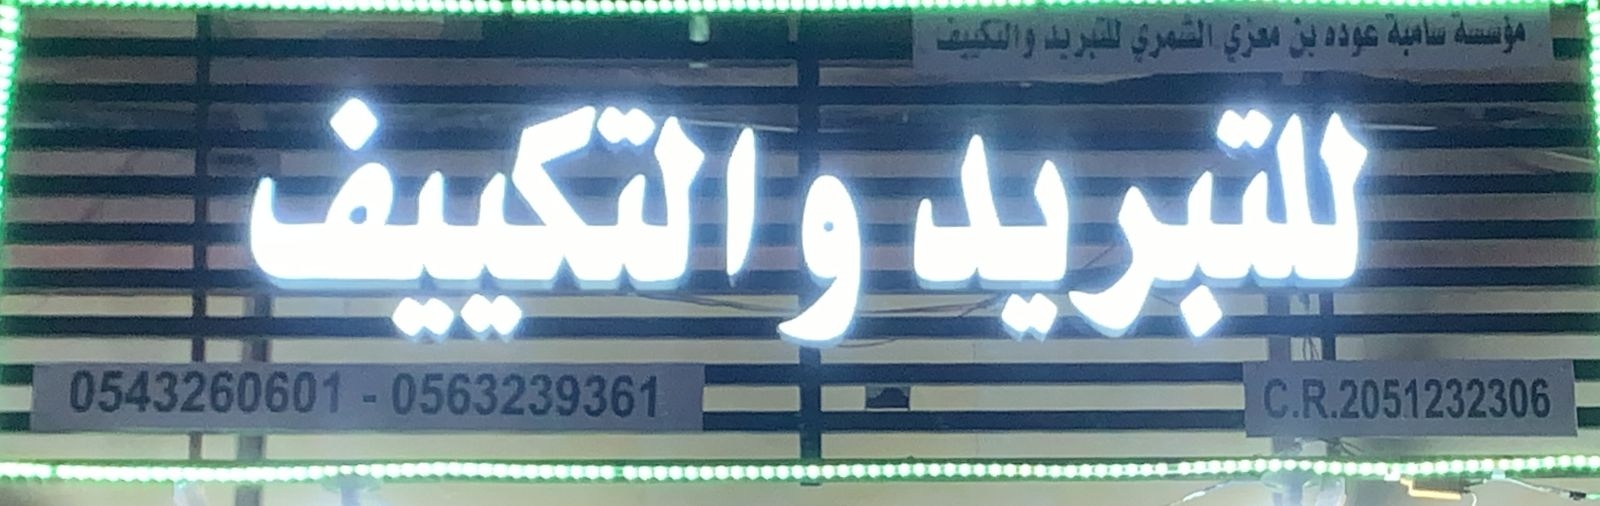 مؤسسة سامية عوده بن معزي الشمري للتبريد والتكييف
للتبريد والتكييف
0543260601 - 0563239361
C.R.2051232306